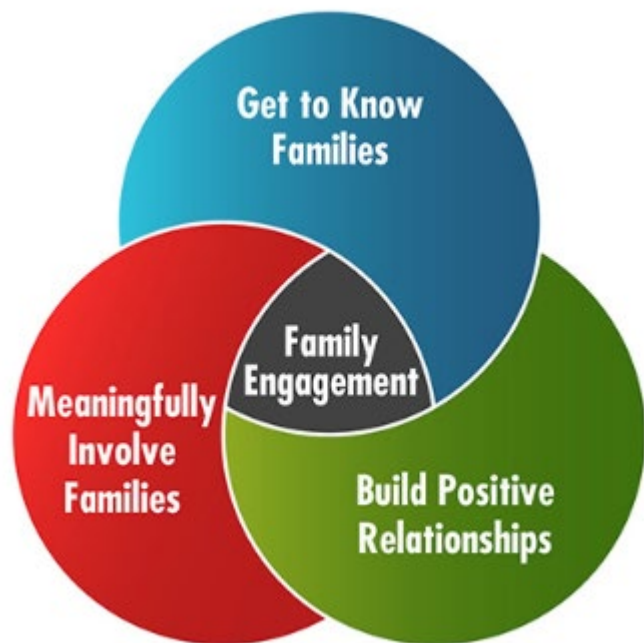 Get to Know
Families
Family
Engagement
Meaningfully
Involve
Families
Build Positive
Relationships